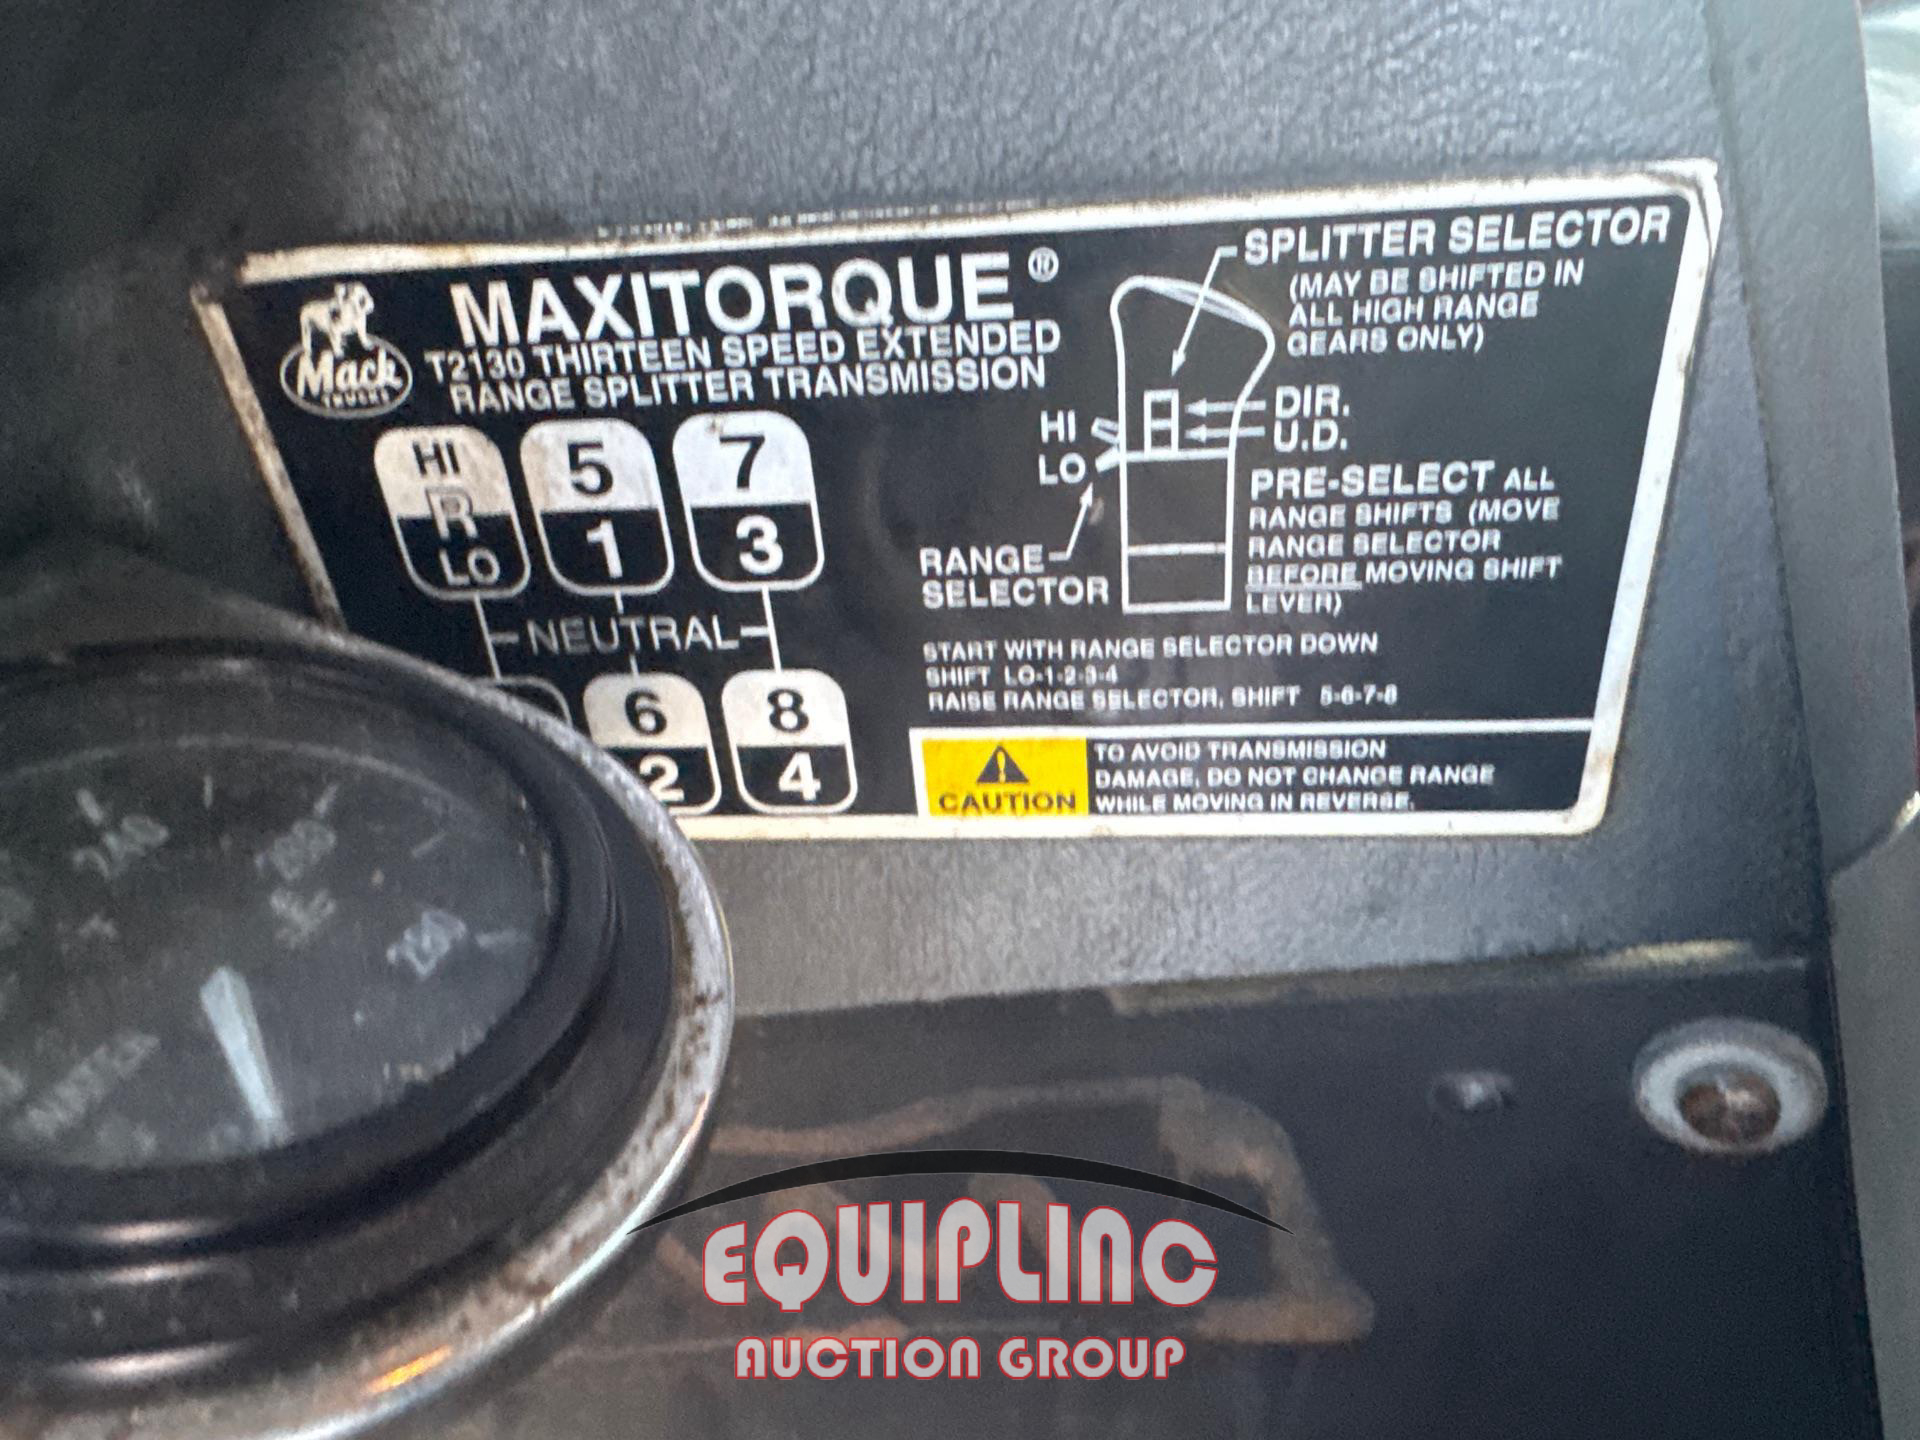 Mack
TRUCKS
MAXITORQUE®
T2130 THIRTEEN SPEED EXTENDED
RANGE SPLITTER TRANSMISSION
HI
R
LO
5
1
7
3
NEUTRAL
6
2
8
4
SPLITTER SELECTOR
(MAY BE SHIFTED IN
ALL HIGH RANGE
GEARS ONLY)
HI
LO
DIR.
U.D.
RANGE
SELECTOR
PRE-SELECT ALL
RANGE SHIFTS (MOVE
RANGE SELECTOR
BEFORE MOVING SHIFT
LEVER)
START WITH RANGE SELECTOR DOWN
SHIFT LO-1-2-3-4
RAISE RANGE SELECTOR, SHIFT 5-6-7-8
CAUTION
TO AVOID TRANSMISSION
DAMAGE, DO NOT CHANGE RANGE
WHILE MOVING IN REVERSE.
240
WATER
EQUIPLINC
AUCTION GROUP